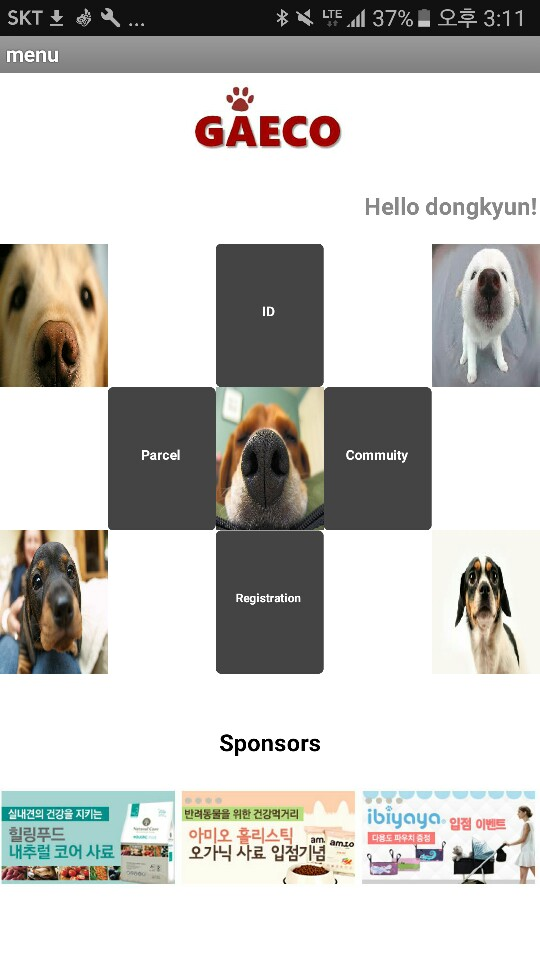 SKT ... LTE 37% 오후 3:11
menu
GAECO
Hello dongkyun!
ID
Parcel
Commuity
Registration
Sponsors
실내견의 건강을 지키는
힐링푸드
내추럴 코어 사료
반려동물을 위한 건강먹거리
아미오 홀리스틱
오가닉 사료 입점기념
ibiyaya 입점 이벤트
다용도 파우치 증정